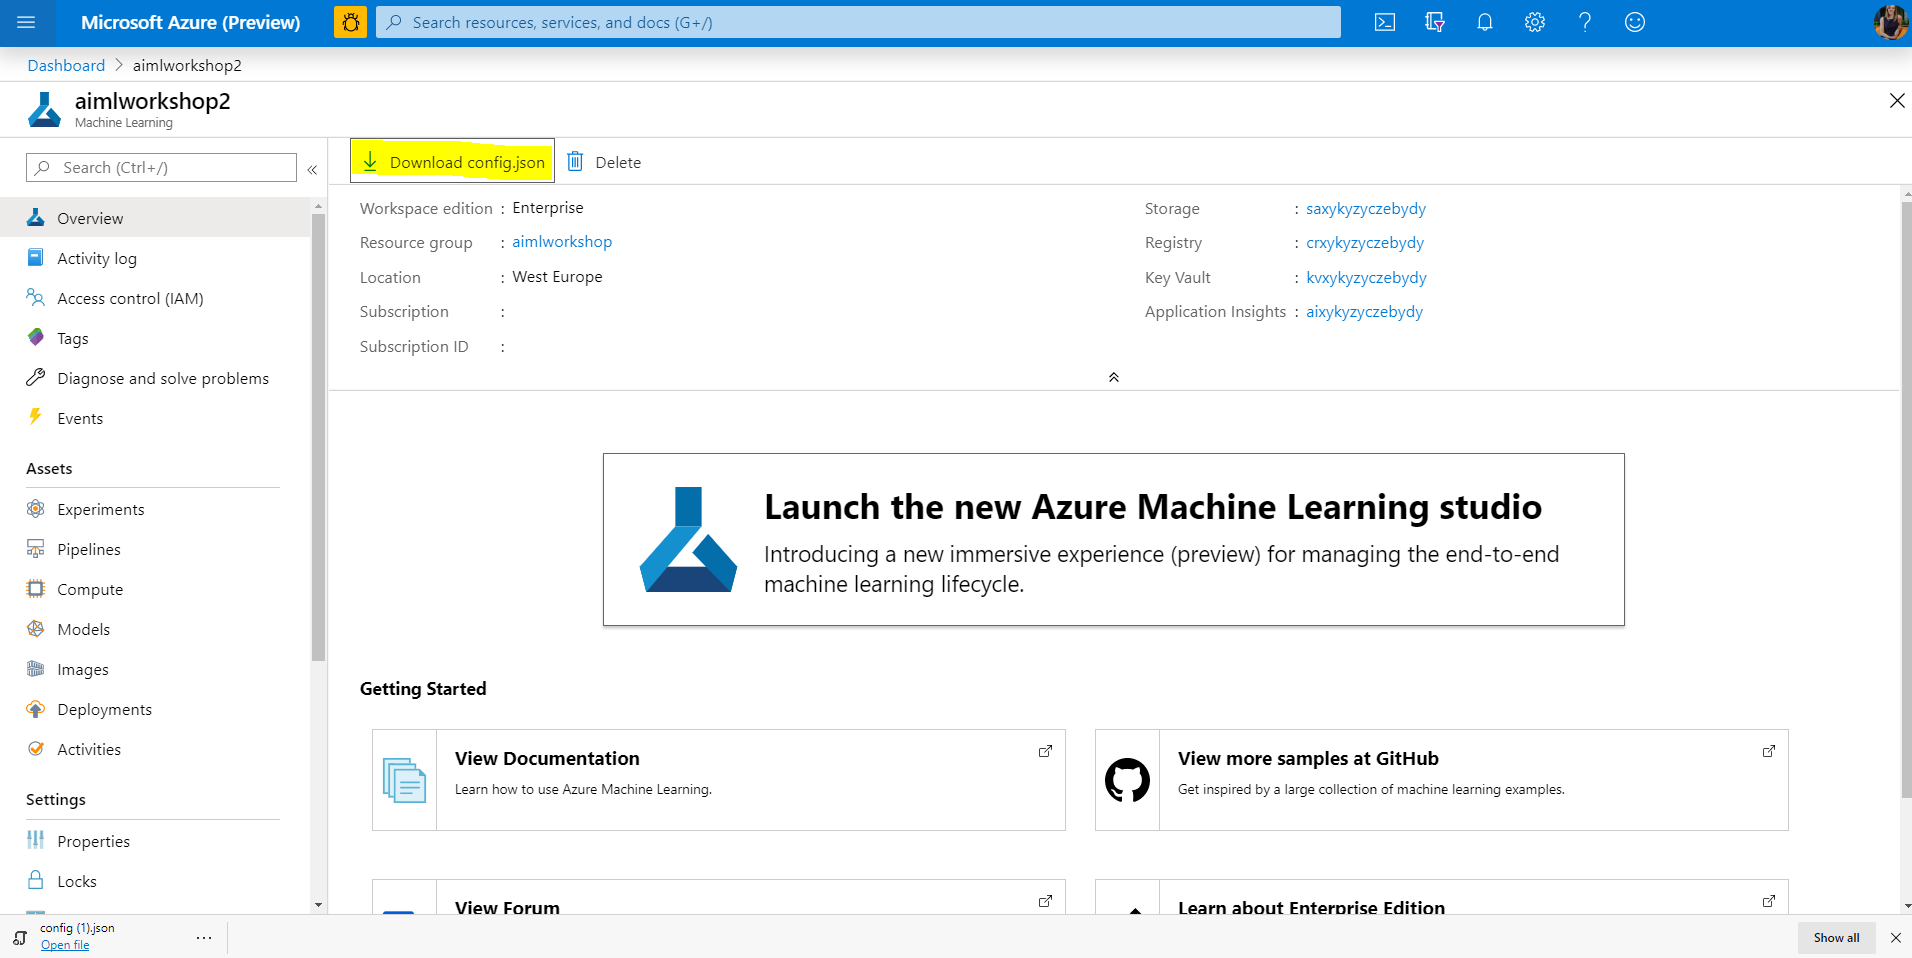 Microsoft Azure (Preview)
Search resources, services, and docs (G+/)
Dashboard > aimlworkshop2
aimlworkshop2
Machine Learning
Search (Ctrl+/)
«
Download config.json
Delete
Overview
Activity log
Access control (IAM)
Tags
Diagnose and solve problems
Events
Assets
Experiments
Pipelines
Compute
Models
Images
Deployments
Activities
Settings
Properties
Locks
Workspace edition : Enterprise
Resource group : aimlworkshop
Location : West Europe
Subscription :
Subscription ID :
Storage : saxykyzyczebydy
Registry : crxykyzyczebydy
Key Vault : kvxykyzyczebydy
Application Insights : aixykyzyczebydy
Launch the new Azure Machine Learning studio
Introducing a new immersive experience (preview) for managing the end-to-end
machine learning lifecycle.
Getting Started
View Documentation
Learn how to use Azure Machine Learning.
View more samples at GitHub
Get inspired by a large collection of machine learning examples.
View Forum
Learn about Enterprise Edition
config (1).json
Open file
...
Show all